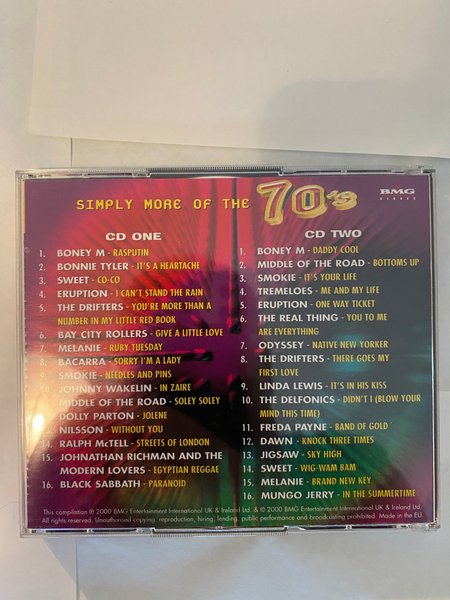 SIMPLY MORE OF THE 70's
BMG
DIRECT
CD ONE
1. BONEY M - RASPUTIN
2. BONNIE TYLER - IT'S A HEARTACHE
3. SWEET - CO-CO
4. ERUPTION - I CAN'T STAND THE RAIN
5. THE DRIFTERS - YOU'RE MORE THAN A
NUMBER IN MY LITTLE RED BOOK
6. BAY CITY ROLLERS - GIVE A LITTLE LOVE
7. MELANIE - RUBY TUESDAY
8. BACARRA - SORRY I'M A LADY
9. SMOKIE - NEEDLES AND PINS
10. JOHNNY WAKELIN - IN ZAIRE
MIDDLE OF THE ROAD - SOLEY SOLEY
DOLLY PARTON - JOLENE
13. NILSSON - WITHOUT YOU
14. RALPH McTELL - STREETS OF LONDON
15. JOHNATHAN RICHMAN AND THE
MODERN LOVERS - EGYPTIAN REGGAE
16. BLACK SABBATH - PARANOID
CD TWO
1. BONEY M - DADDY COOL
2. MIDDLE OF THE ROAD - BOTTOMS UP
3. SMOKIE - IT'S YOUR LIFE
4. TREMELOES - ME AND MY LIFE
5. ERUPTION - ONE WAY TICKET
6. THE REAL THING - YOU TO ME
ARE EVERYTHING
7. ODYSSEY - NATIVE NEW YORKER
8. THE DRIFTERS - THERE GOES MY
FIRST LOVE
9. LINDA LEWIS - IT'S IN HIS KISS
10. THE DELFONICS - DIDN'T I (BLOW YOUR
MIND THIS TIME)
11. FREDA PAYNE - BAND OF GOLD
12. DAWN - KNOCK THREE TIMES
13. JIGSAW - SKY HIGH
14. SWEET - WIG-WAM BAM
15. MELANIE - BRAND NEW KEY
16. MUNGO JERRY - IN THE SUMMERTIME
This compilation ℗ 2000 BMG Entertainment International UK & Ireland Ltd. & © 2000 BMG Entertainment International UK & Ireland Ltd.
All rights reserved. Unauthorised copying, reproduction, hiring, lending, public performance and broadcasting prohibited. Made in the EU.